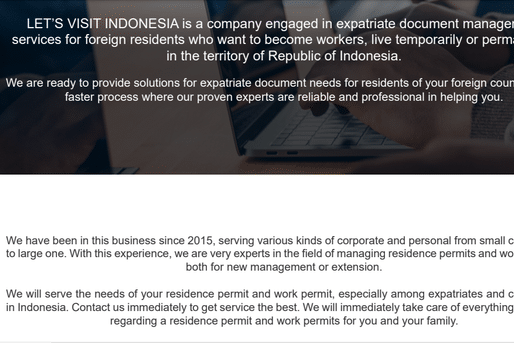 LET'S VISIT INDONESIA is a company engaged in expatriate document
services for foreign residents who want to become workers, live temporarily or
in the territory of Republic of Indonesia.
We are ready to provide solutions for expatriate document needs for residents of your foreign
faster process where our proven experts are reliable and professional in helping you.
We have been in this business since 2015, serving various kinds of corporate and personal from small
to large one. With this experience, we are very experts in the field of managing residence permits and
both for new management or extension.
We will serve the needs of your residence permit and work permit, especially among expatriates and
in Indonesia. Contact us immediately to get service the best. We will immediately take care of everything
regarding a residence permit and work permits for you and your family.